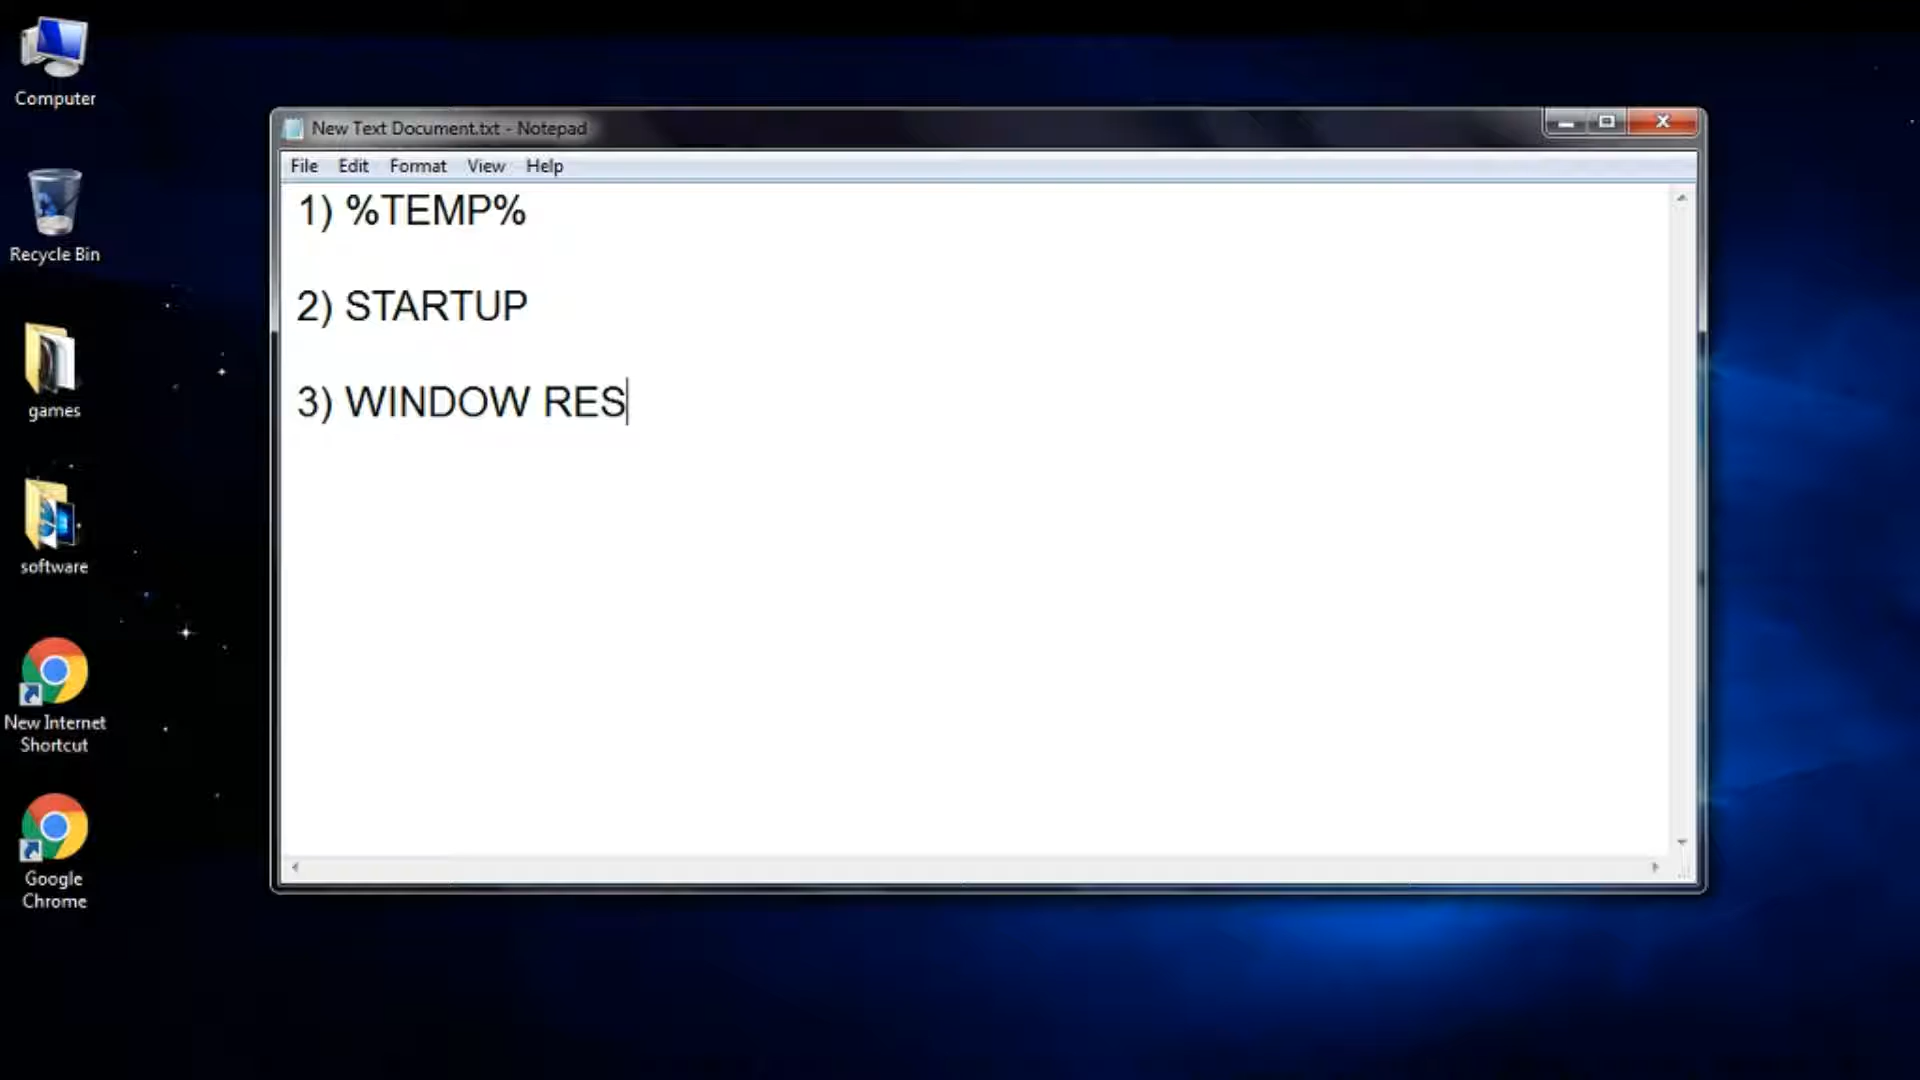 Computer
Recycle Bin
games
software
New Internet
Shortcut
Google
Chrome
New Text Document.txt - Notepad
File Edit Format View Help
1) %TEMP%
2) STARTUP
3) WINDOW RES